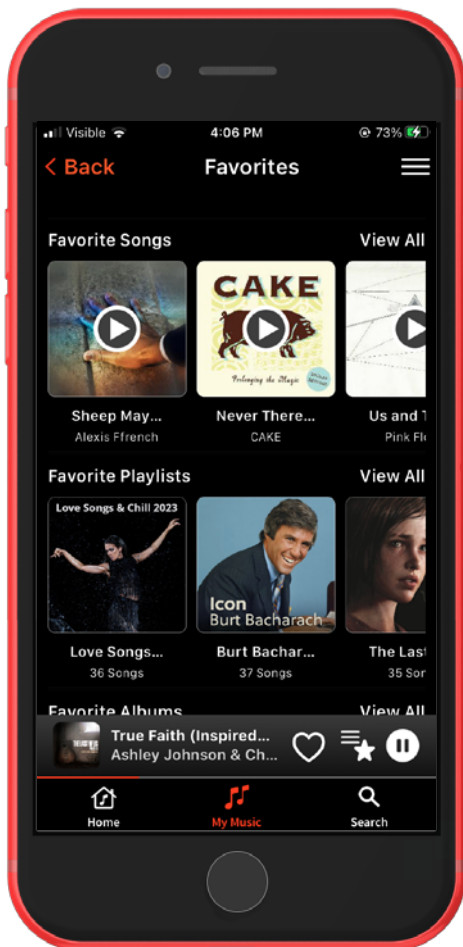 Visible
4:06 PM
73%
Back
Favorites
Favorite Songs
View All
CAKE
Prolonging the Magic
Sheep May...
Never There...
Us and
Alexis Ffrench
CAKE
Pink
Favorite Playlists
View All
Love Songs & Chill 2023
Icon
Burt Bacharach
Love Songs...
Burt Bachar...
The Last
36 Songs
37 Songs
35
Favorite Albums
View All
True Faith (Inspired...
Ashley Johnson & Ch...
Home
My Music
Search